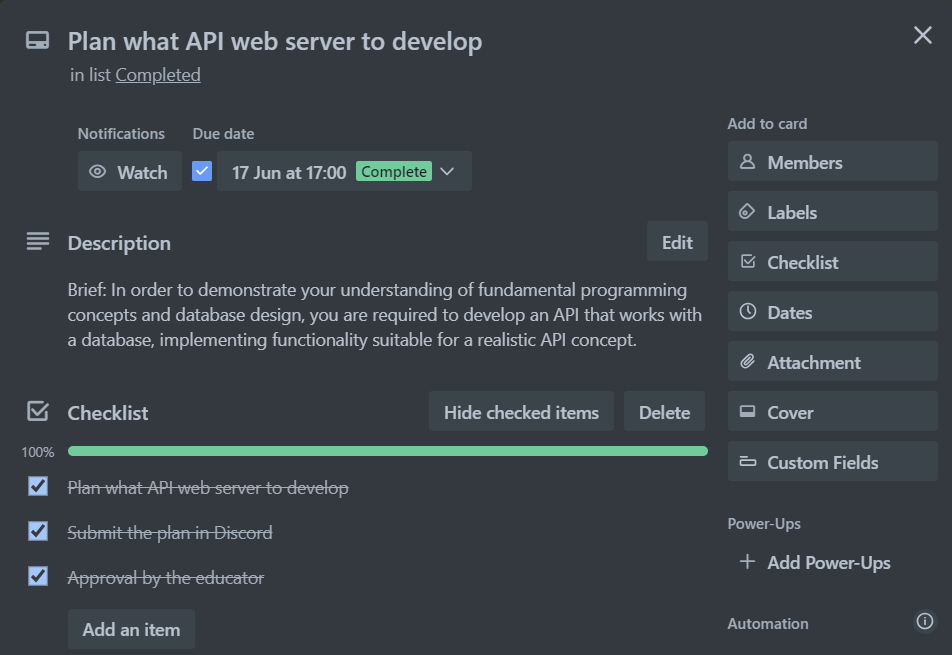 Plan what API web server to develop
in list Completed
Notifications
Due date
Watch
17 Jun at 17:00 Complete
Description
Edit
Brief: In order to demonstrate your understanding of fundamental programming
concepts and database design, you are required to develop an API that works with
a database, implementing functionality suitable for a realistic API concept.
Checklist
Hide checked items
Delete
100%
Plan what API web server to develop
Submit the plan in Discord
Approval by the educator
Add an item
Add to card
Members
Labels
Checklist
Dates
Attachment
Cover
Custom Fields
Power-Ups
Add Power-Ups
Automation